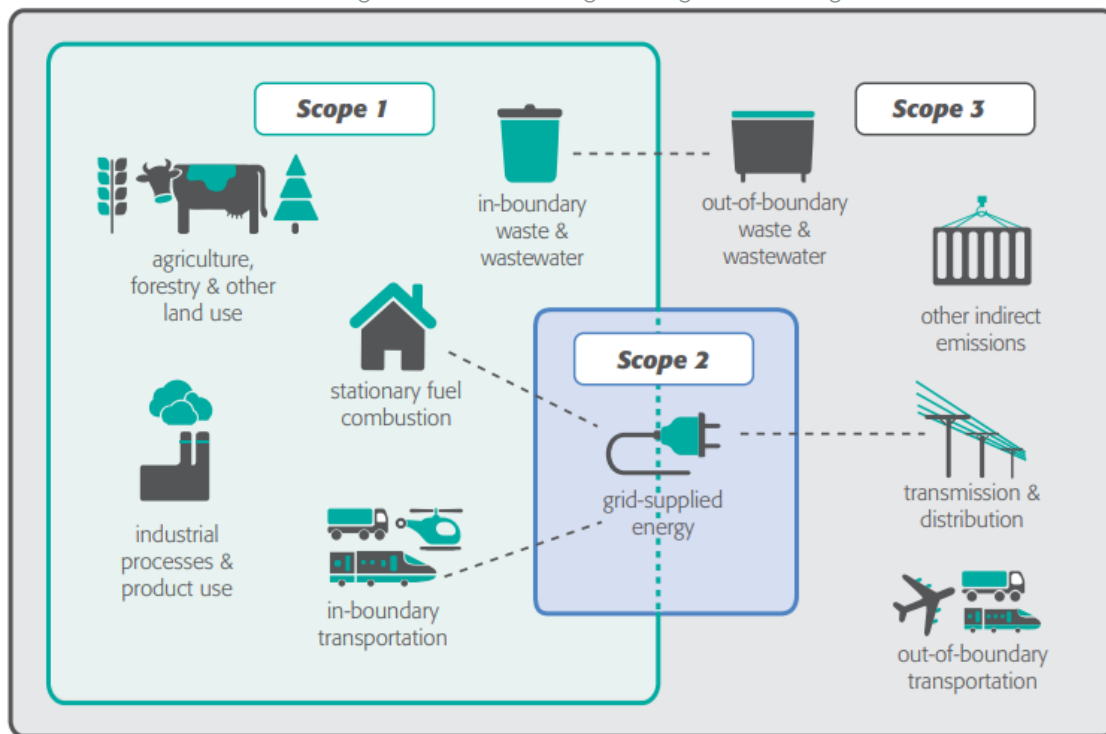 Scope 1
Scope 3
in-boundary
waste &
wastewater
out-of-boundary
waste &
wastewater
agriculture,
forestry & other
land use
other indirect
emissions
Scope 2
stationary fuel
combustion
grid-supplied
energy
transmission &
distribution
industrial
processes &
product use
in-boundary
transportation
out-of-boundary
transportation